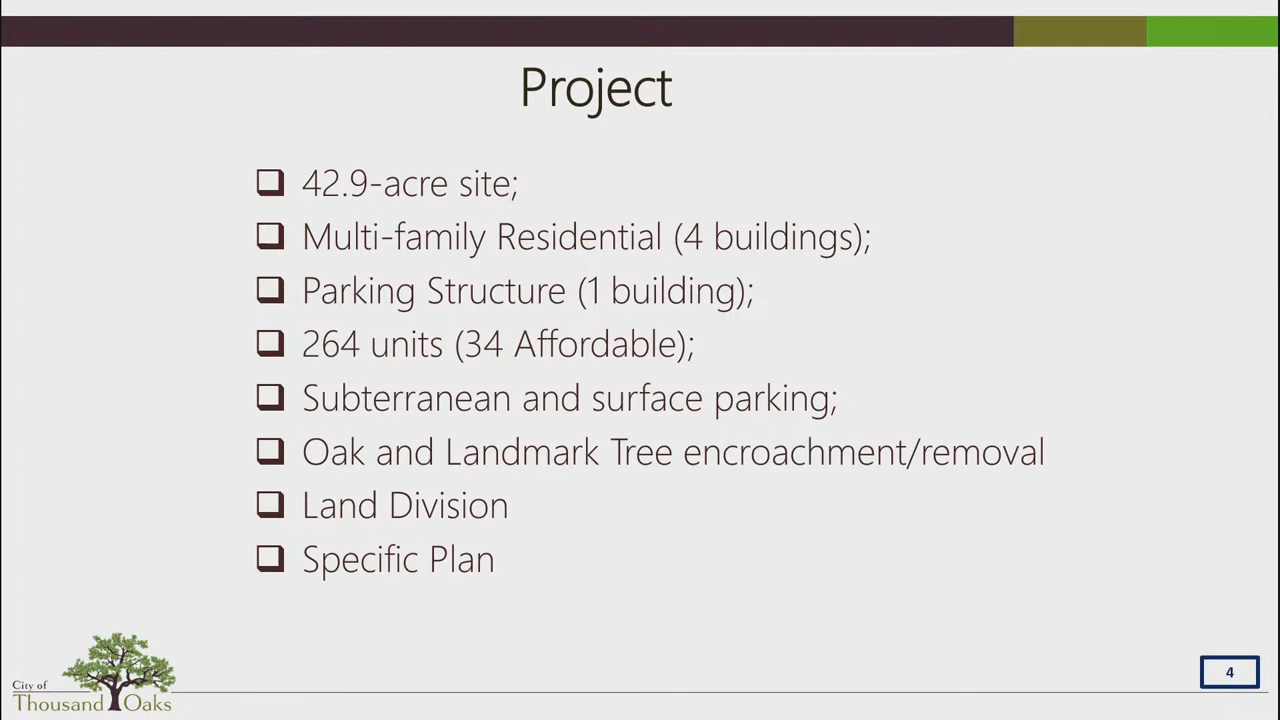 Project
42.9-acre site;
Multi-family Residential (4 buildings);
Parking Structure (1 building);
264 units (34 Affordable);
Subterranean and surface parking;
Oak and Landmark Tree encroachment/removal
Land Division
Specific Plan
City of
Thousand Oaks
4